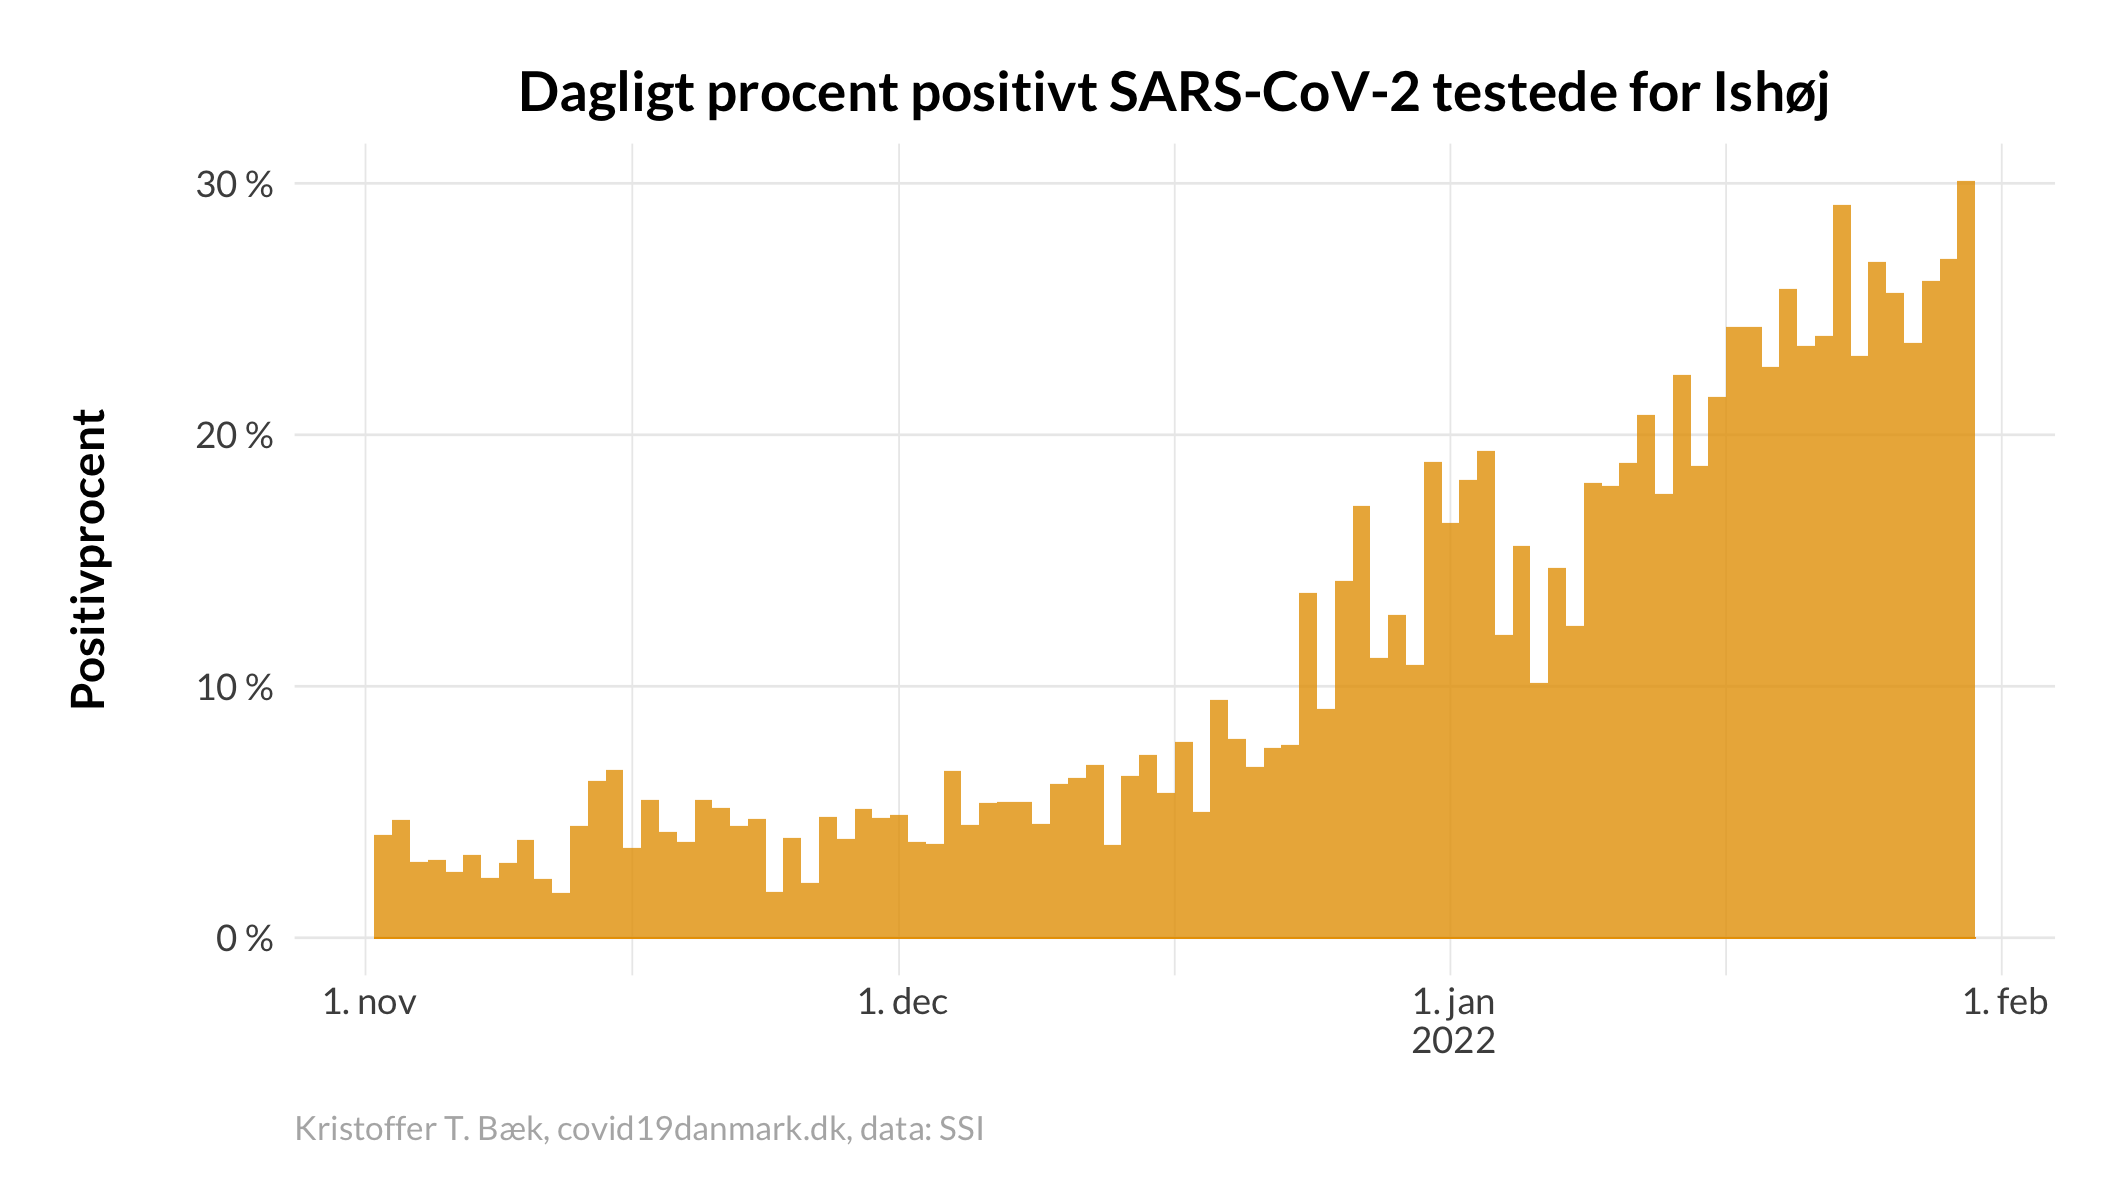 Dagligt procent positivt SARS-CoV-2 testede for Ishøj
Positivprocent
30 %
20 %
10 %
0 %
1. nov
1. dec
1. jan
2022
1. feb
Kristoffer T. Bæk, covid19danmark.dk, data: SSI